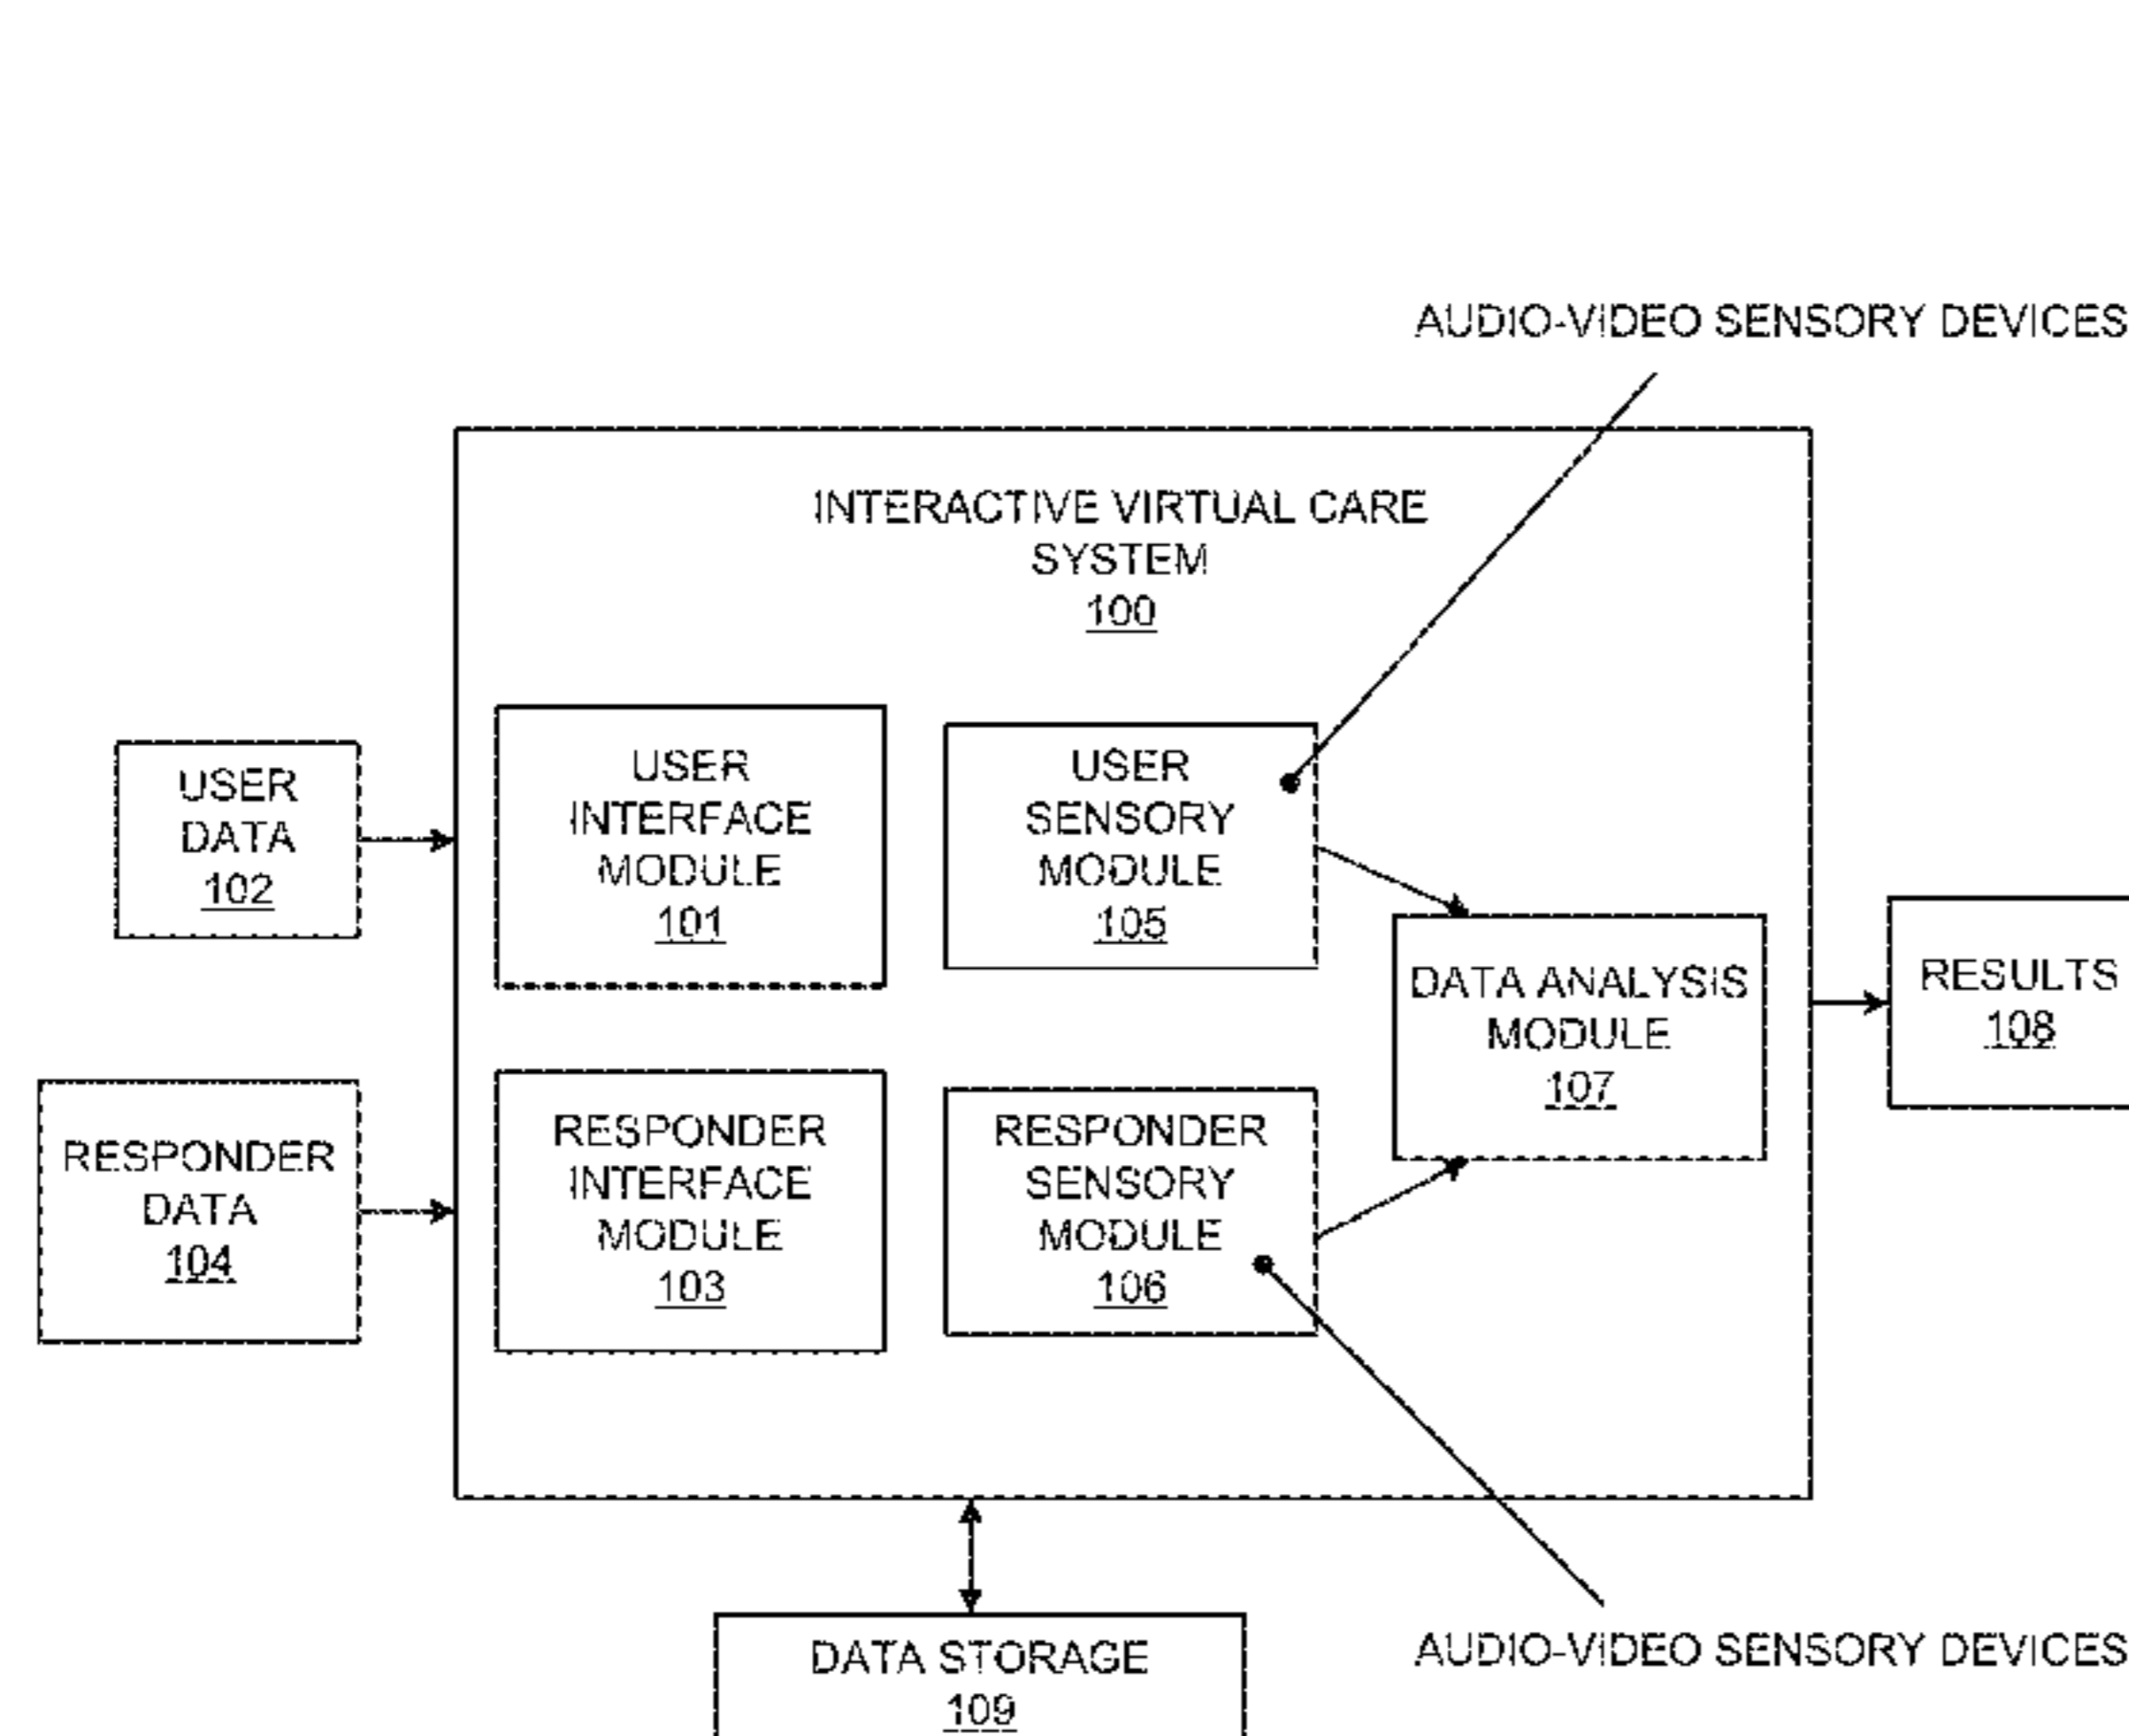 AUDIO-VIDEO SENSORY DEVICES
INTERACTIVE VIRTUAL CARE
SYSTEM
100
USER
DATA
102
USER
INTERFACE
MODULE
101
USER
SENSORY
MODULE
105
DATA ANALYSIS
MODULE
107
RESULTS
108
RESPONDER
DATA
104
RESPONDER
INTERFACE
MODULE
103
RESPONDER
SENSORY
MODULE
106
DATA STORAGE
109
AUDIO-VIDEO SENSORY DEVICES